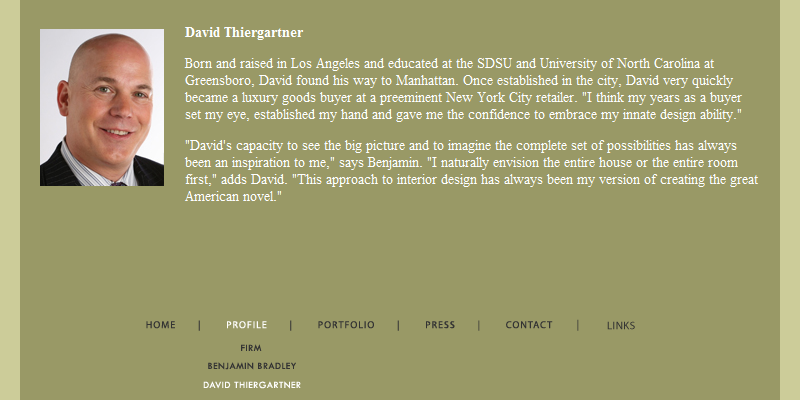 David Thiergartner
Born and raised in Los Angeles and educated at the SDSU and University of North Carolina at
Greensboro, David found his way to Manhattan. Once established in the city, David very quickly
became a luxury goods buyer at a preeminent New York City retailer. "I think my years as a buyer
set my eye, established my hand and gave me the confidence to embrace my innate design ability."
"David's capacity to see the big picture and to imagine the complete set of possibilities has always
been an inspiration to me," says Benjamin. "I naturally envision the entire house or the entire room
first," adds David. "This approach to interior design has always been my version of creating the great
American novel."
HOME | PROFILE | PORTFOLIO | PRESS | CONTACT | LINKS
FIRM
BENJAMIN BRADLEY
DAVID THIERGARTNER